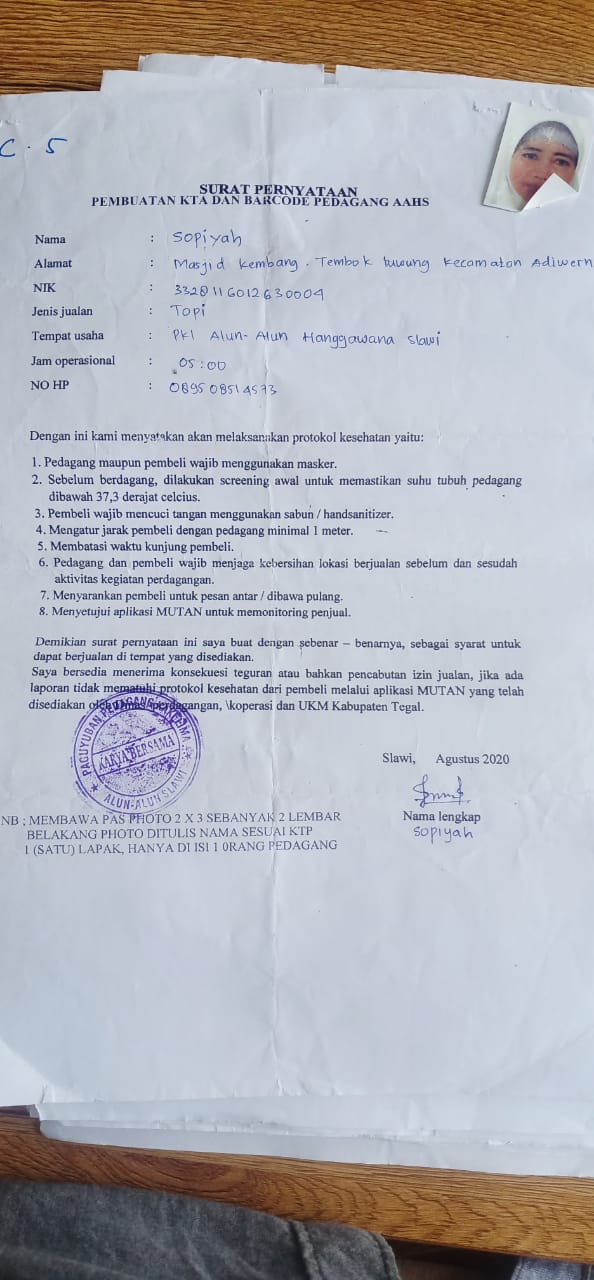 C. 5
SURAT PERNYATAAN
PEMBUATAN KTA DAN BARCODE PEDAGANG AAHS
Nama : Sopiyah
Alamat : Masjid Kembang. Tembok luwung Kecamatan Adiwern
NIK : 3328116012630004
Jenis jualan : Topi
Tempat usaha : PKl Alun-Alun Hanggawana Slawi
Jam operasional : 05:00
NO HP : 089508514573
Dengan ini kami menyatakan akan melaksanakan protokol kesehatan yaitu:
1. Pedagang maupun pembeli wajib menggunakan masker.
2. Sebelum berdagang, dilakukan screening awal untuk memastikan suhu tubuh pedagang
dibawah 37,3 derajat celcius.
3. Pembeli wajib mencuci tangan menggunakan sabun / handsanitizer.
4. Mengatur jarak pembeli dengan pedagang minimal 1 meter.
5. Membatasi waktu kunjung pembeli.
6. Pedagang dan pembeli wajib menjaga kebersihan lokasi berjualan sebelum dan sesudah
aktivitas kegiatan perdagangan.
7. Menyarankan pembeli untuk pesan antar / dibawa pulang.
8. Menyetujui aplikasi MUTAN untuk memonitoring penjual.
Demikian surat pernyataan ini saya buat dengan sebenar – benarnya, sebagai syarat untuk
dapat berjualan di tempat yang disediakan.
Saya bersedia menerima konsekuesi teguran atau bahkan pencabutan izin jualan, jika ada
laporan tidak mematuhi protokol kesehatan dari pembeli melalui aplikasi MUTAN yang telah
disediakan oleh Dinas perdagangan, \koperasi dan UKM Kabupaten Tegal.
PAGUYUBAN PEDAGANG
KARYA BERSAMA
ALUN-ALUN SLAWI
Slawi, Agustus 2020
Nama lengkap
Sopiyah
NB ; MEMBAWA PAS PHOTO 2 X 3 SEBANYAK 2 LEMBAR
BELAKANG PHOTO DITULIS NAMA SESUAI KTP
1 (SATU) LAPAK, HANYA DI ISI 1 0RANG PEDAGANG